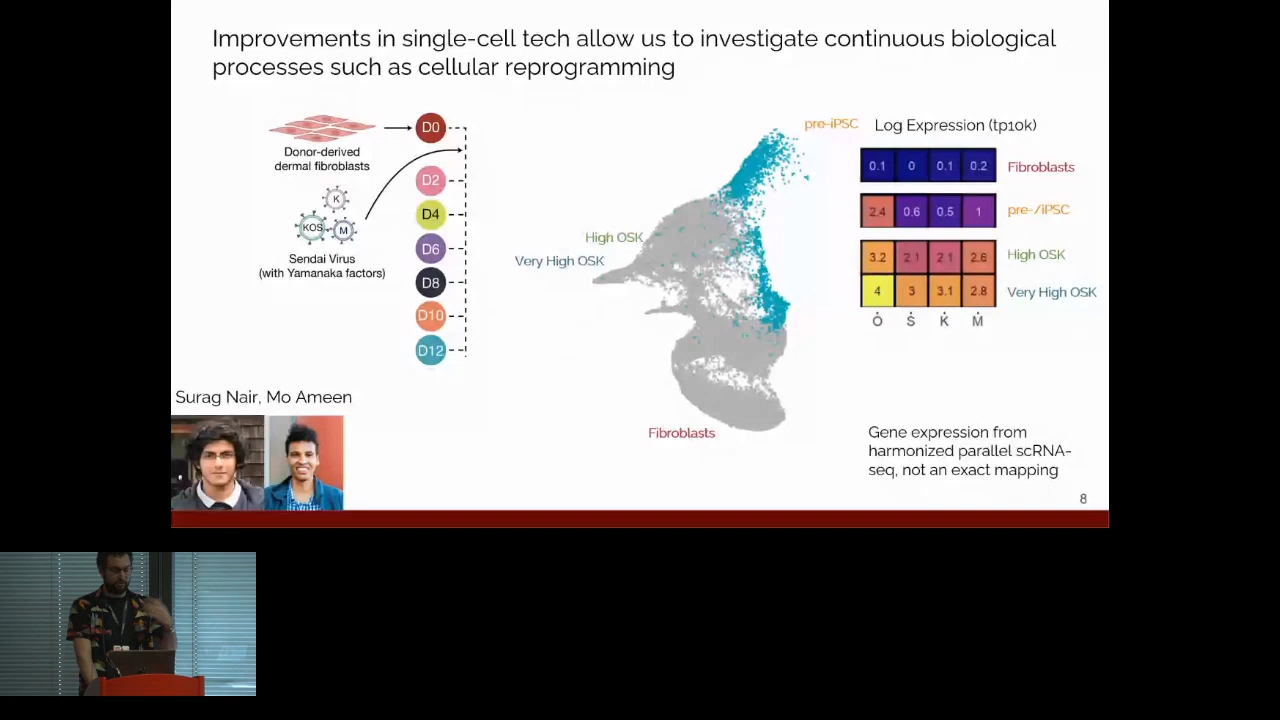 Improvements in single-cell tech allow us to investigate continuous biological
processes such as cellular reprogramming
Donor-derived
dermal fibroblasts
K
KOS
M
Sendai Virus
(with Yamanaka factors)
D0
D2
D4
D6
D8
D10
D12
Surag Nair, Mo Ameen
pre-iPSC
High OSK
Very High OSK
Fibroblasts
Log Expression (tp10k)
0.1 0 0.1 0.2 Fibroblasts
2.4 0.6 0.5 1 pre-/iPSC
3.2 2.1 2.1 2.6 High OSK
4 3 3.1 2.8 Very High OSK
O S K M
Gene expression from
harmonized parallel scRNA-
seq, not an exact mapping
8